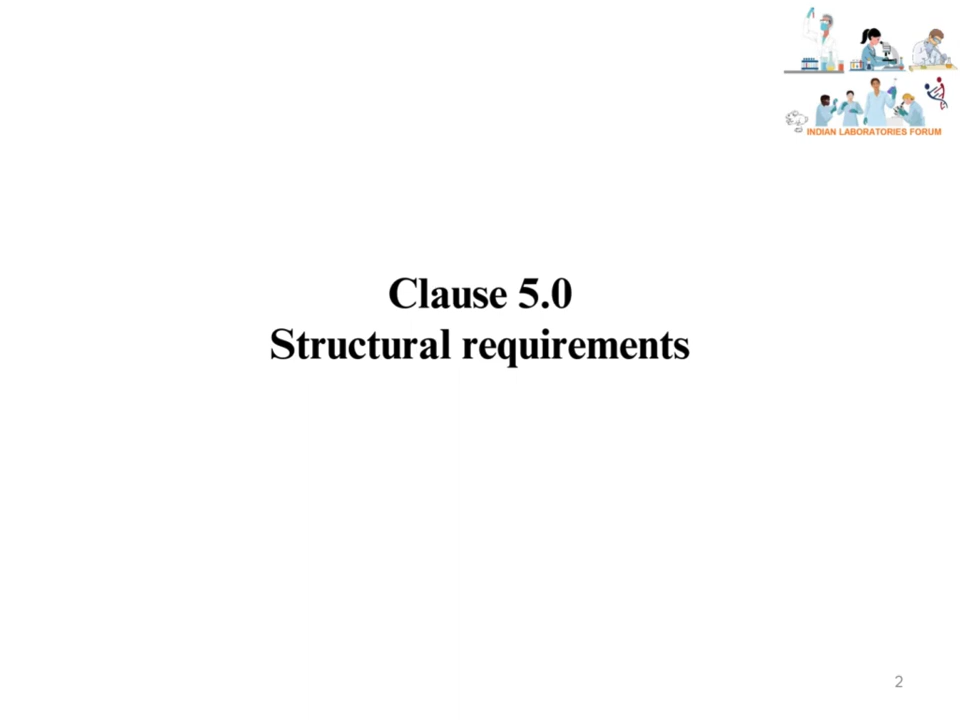 INDIAN LABORATORIES FORUM
Clause 5.0
Structural requirements
2